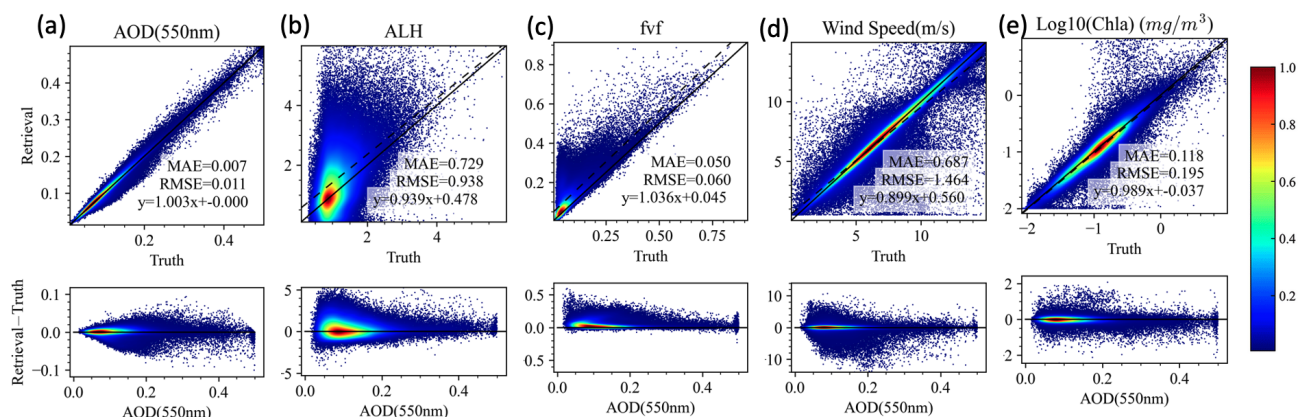 (a) (b) (c) (d) (e)
AOD(550nm) ALH fvf Wind Speed(m/s) Log10(Chla) (mg/m³)
Retrieval
0.4
0.3
0.2
0.1
MAE=0.007
RMSE=0.011
y=1.003x+-0.000
0.2 0.4
Truth
4
2
MAE=0.729
RMSE=0.938
y=0.939x+0.478
2 4
Truth
0.8
0.6
0.4
0.2
MAE=0.050
RMSE=0.060
y=1.036x+0.045
0.25 0.50 0.75
Truth
15
10
5
MAE=0.687
RMSE=1.464
y=0.899x+0.560
5 10
Truth
0
1
2
MAE=0.118
RMSE=0.195
y=0.989x+-0.037
−2 −1 0
Truth
1.0
0.8
0.6
0.4
0.2
Retrieval−Truth
0.1
0.0
−0.1
0.0 0.2 0.4
AOD(550nm)
5
0
-5
0.0 0.2 0.4
AOD(550nm)
0.5
0.0
0.5
0.0 0.2 0.4
AOD(550nm)
10
0
-10
0.0 0.2 0.4
AOD(550nm)
2
0
2
0.0 0.2 0.4
AOD(550nm)